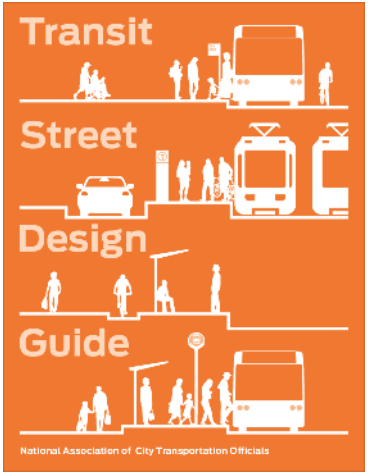 Transit
Street
Design
Guide
National Association of City Transportation Officials